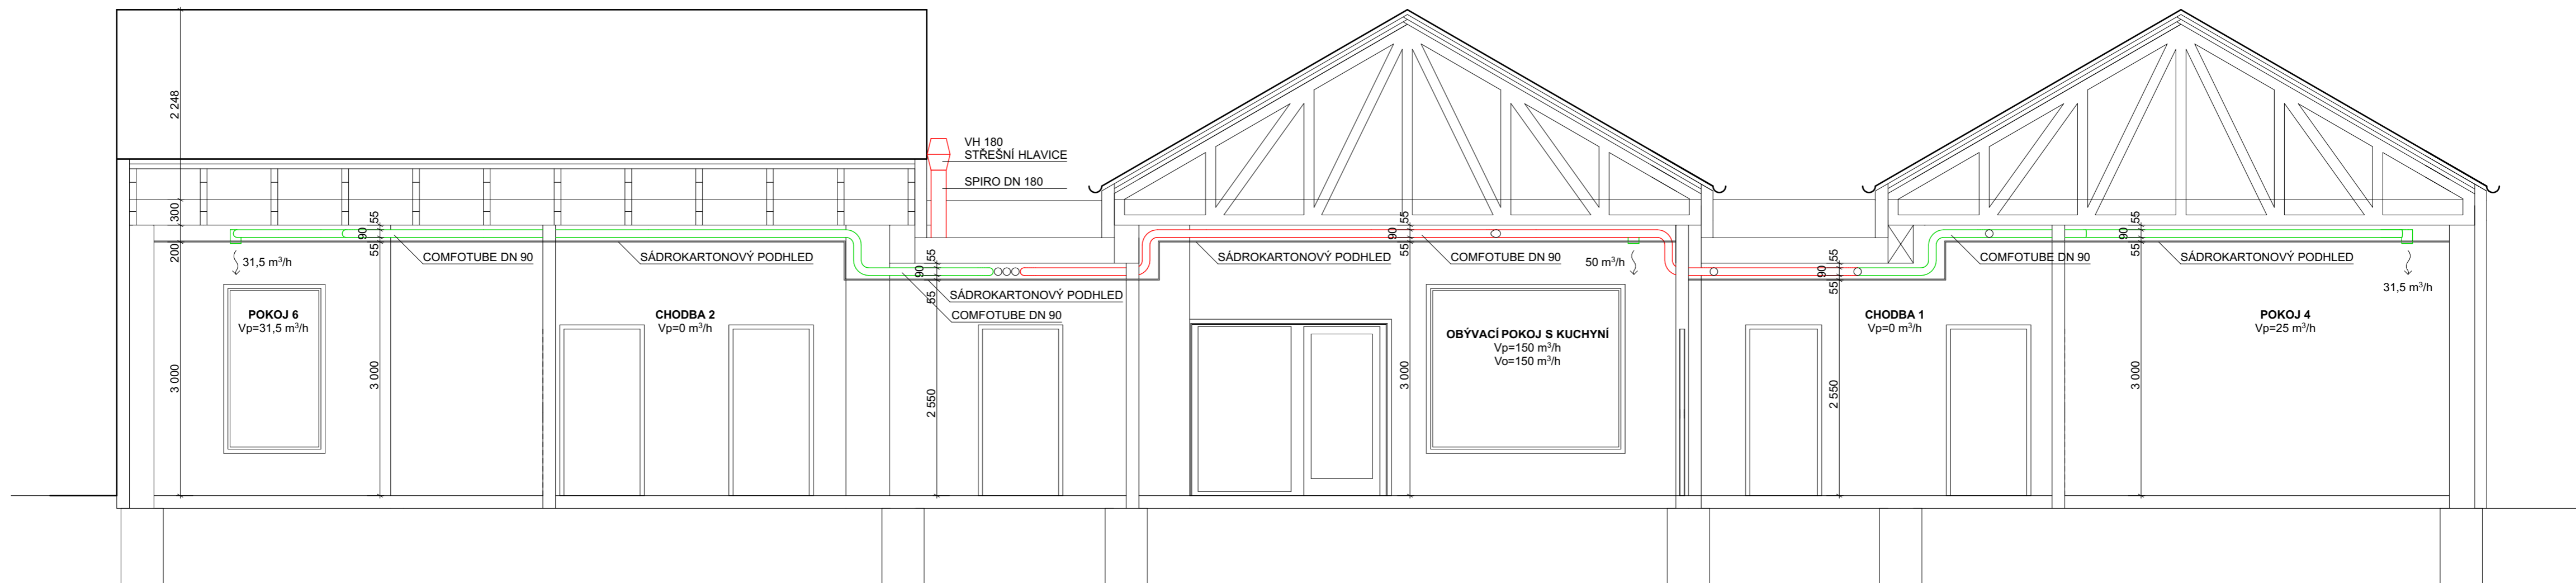 2 248
300
200
3 000
31,5 m³/h
POKOJ 6
Vp=31,5 m³/h
55
90
55
3 000
COMFOTUBE DN 90
SÁDROKARTONOVÝ PODHLED
CHODBA 2
Vp=0 m³/h
VH 180
STŘEŠNÍ HLAVICE
SPIRO DN 180
55
90
55
2 550
SÁDROKARTONOVÝ PODHLED
COMFOTUBE DN 90
SÁDROKARTONOVÝ PODHLED
55
90
55
3 000
COMFOTUBE DN 90
50 m³/h
OBÝVACÍ POKOJ S KUCHYNÍ
Vp=150 m³/h
Vo=150 m³/h
55
90
55
2 550
CHODBA 1
Vp=0 m³/h
COMFOTUBE DN 90
55
90
55
3 000
SÁDROKARTONOVÝ PODHLED
31,5 m³/h
POKOJ 4
Vp=25 m³/h